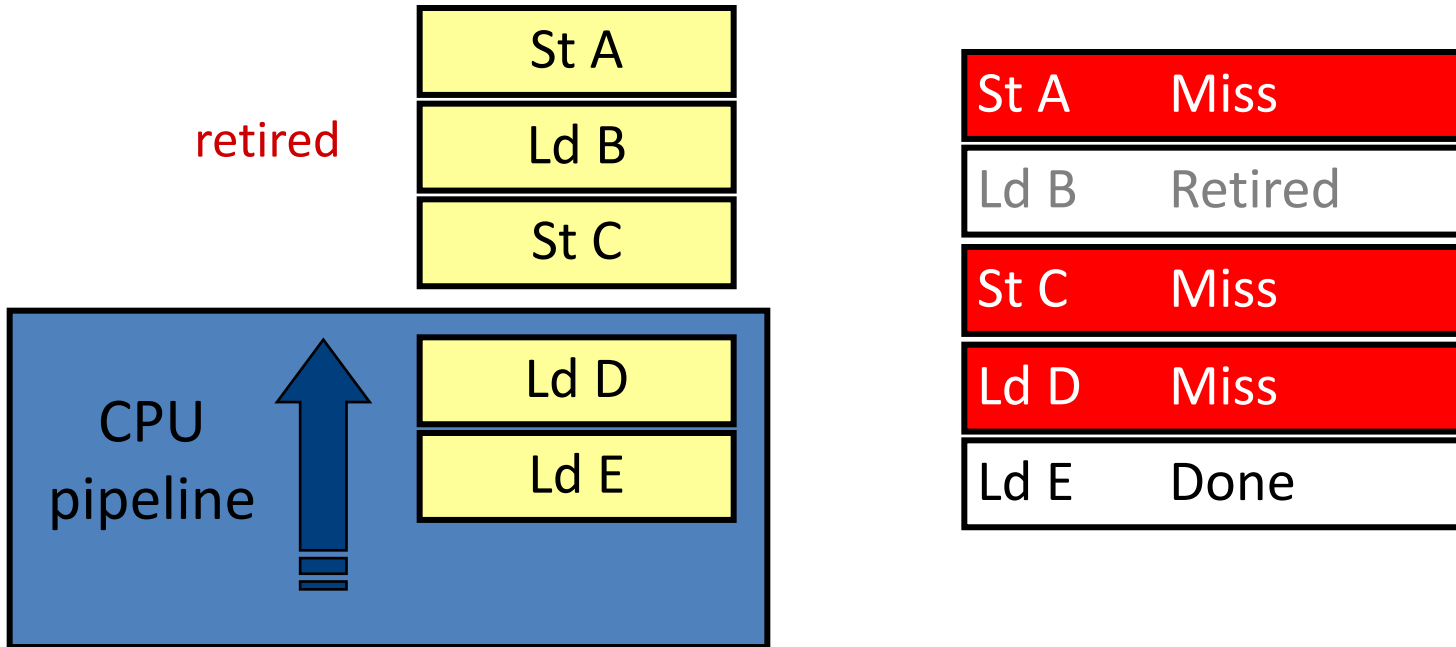 St A
retired
Ld B
St C
CPU
pipeline
Ld D
Ld E
St A Miss
Ld B Retired
St C Miss
Ld D Miss
Ld E Done